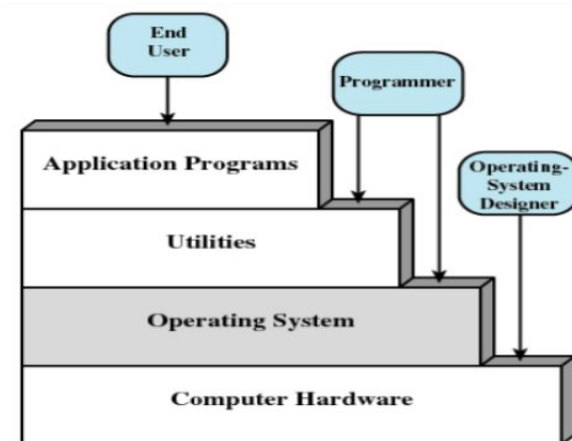 End
User
Programmer
Operating-
System
Designer
Application Programs
Utilities
Operating System
Computer Hardware